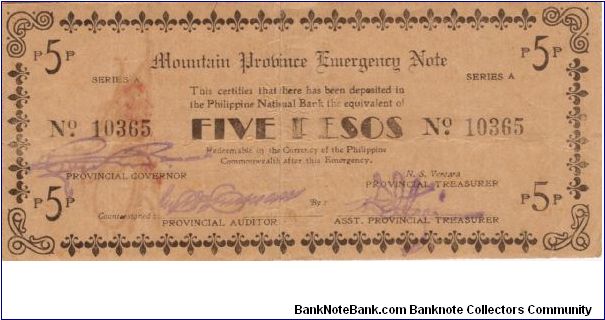 P5P P5P
Mountain Province Emergency Note
SERIES A SERIES A
This certifies that there has been deposited in
the Philippine National Bank the equivalent of
No 10365 FIVE PESOS No 10365
Redeemable in the Currency of the Philippine
Commonwealth after this Emergency.
N. S. Ventara
PROVINCIAL GOVERNOR PROVINCIAL TREASURER
P5P P5P
Countersigned: By:
PROVINCIAL AUDITOR ASST. PROVINCIAL TREASURER
BankNoteBank.com Banknote Collectors Community